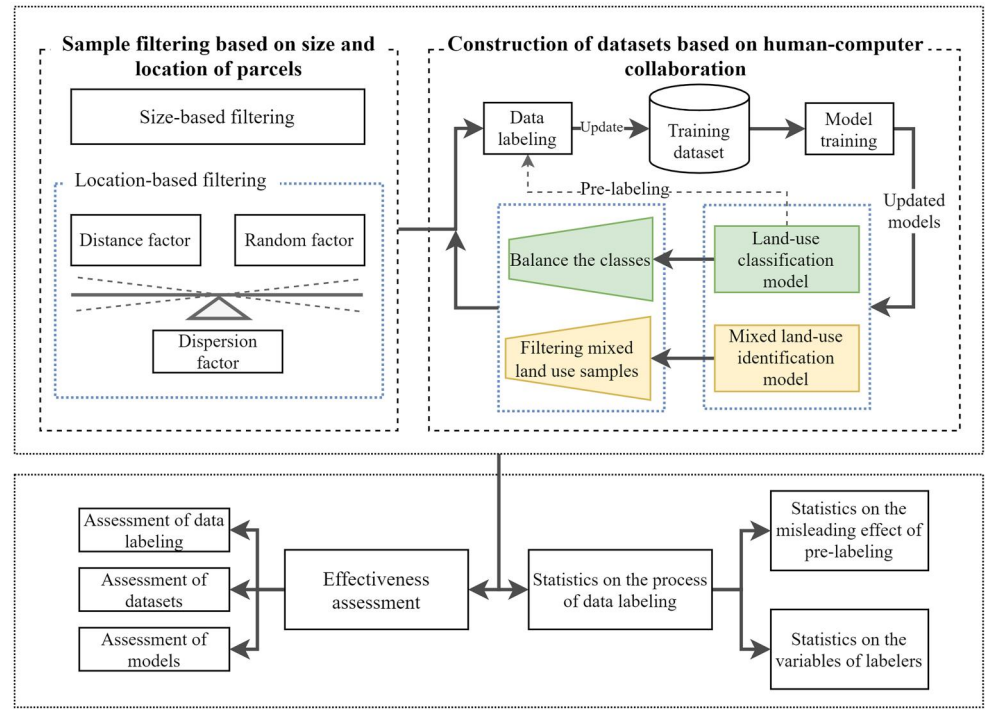 Sample filtering based on size and
location of parcels
Size-based filtering
Location-based filtering
Distance factor
Random factor
Dispersion
factor
Construction of datasets based on human-computer
collaboration
Data
labeling
Update
Training
dataset
Model
training
Pre-labeling
Updated
models
Balance the classes
Land-use
classification
model
Filtering mixed
land use samples
Mixed land-use
identification
model
Assessment of data
labeling
Assessment of
datasets
Assessment of
models
Effectiveness
assessment
Statistics on the process
of data labeling
Statistics on the
misleading effect of
pre-labeling
Statistics on the
variables of labelers